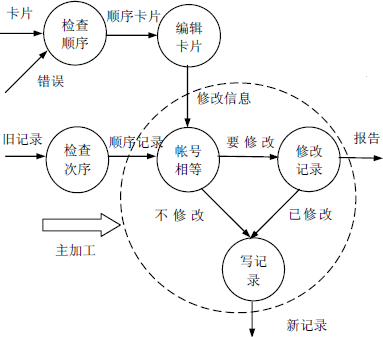 卡片
检查
顺序
顺序卡片
编辑
卡片
错误
修改信息
旧记录
检查
次序
顺序记录
帐号
相等
要修改
修改
记录
报告
不修改
已修改
主加工
写记
录
新记录